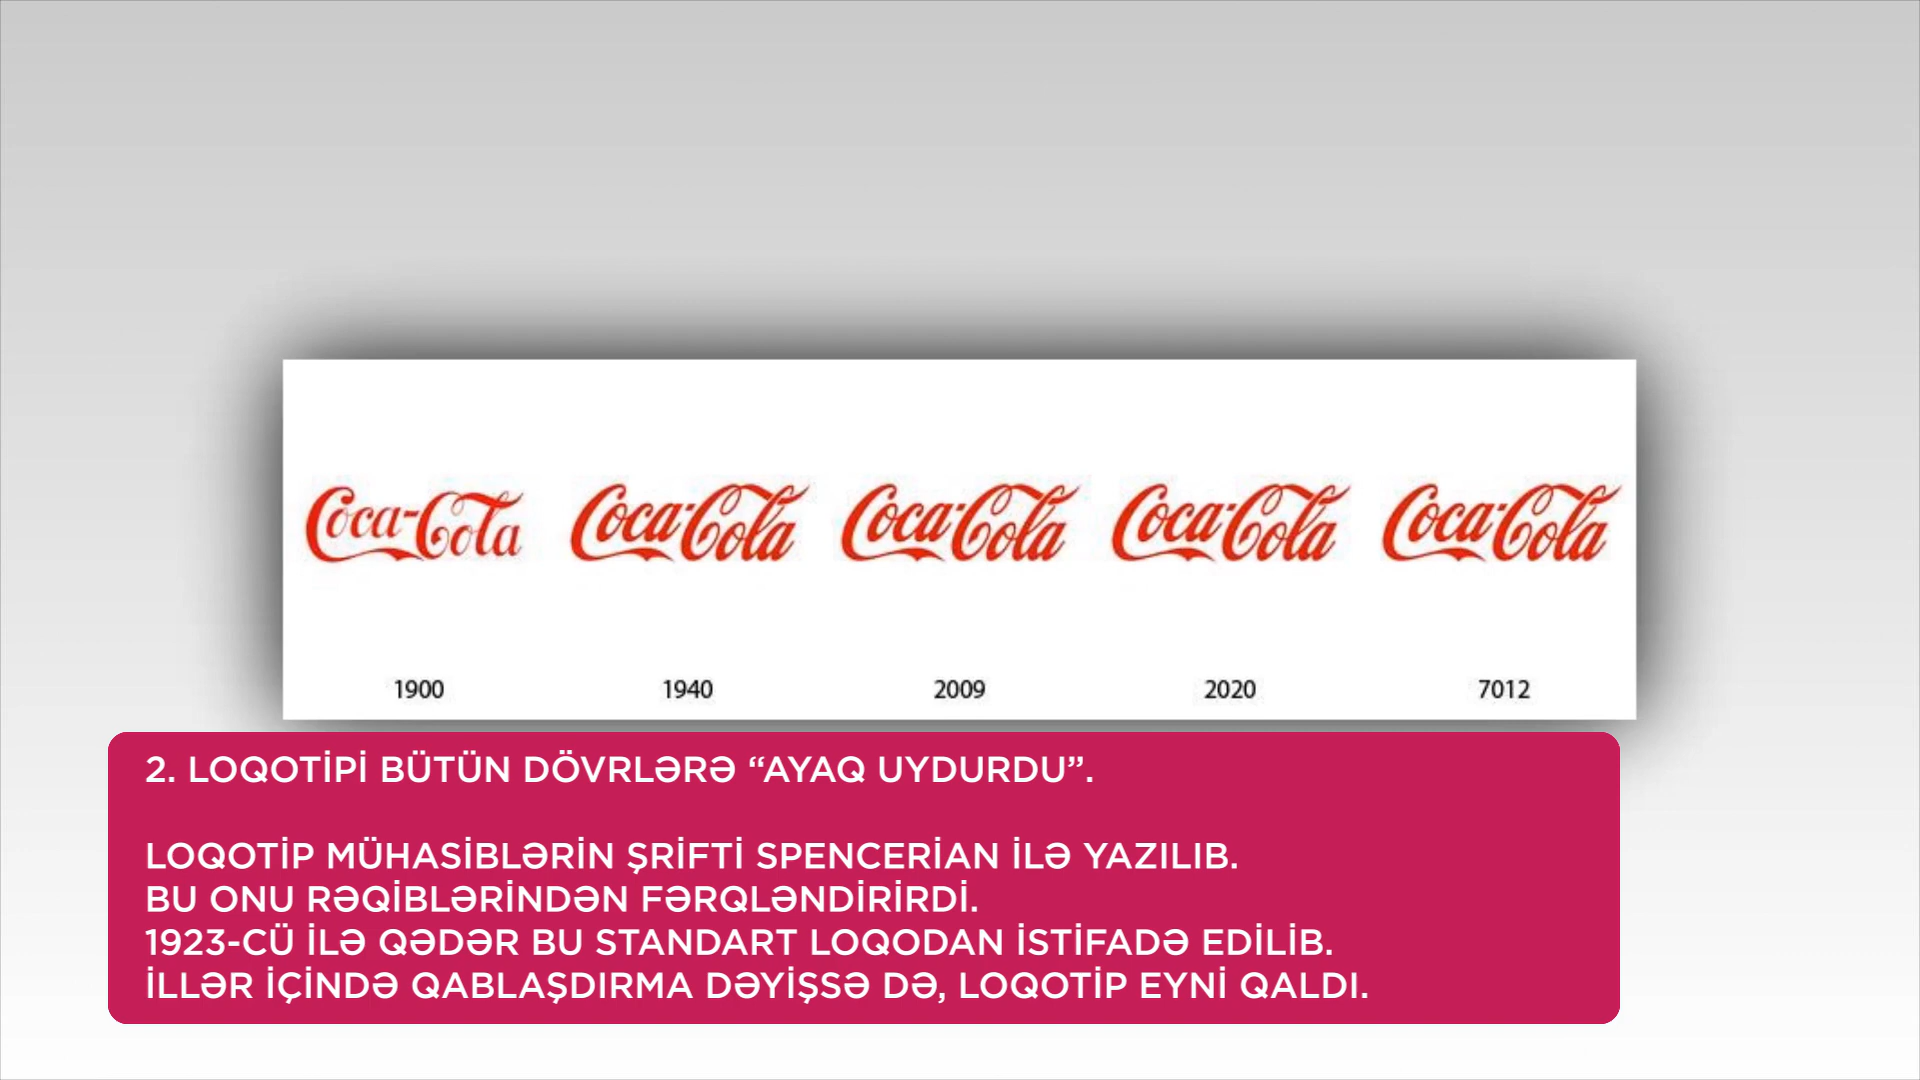 Coca-Cola Coca-Cola Coca-Cola Coca-Cola Coca-Cola
1900 1940 2009 2020 7012
2. LOQOTİPİ BÜTÜN DÖVRLƏRƏ “AYAQ UYDURDU”.
LOQOTİP MÜHASİBLƏRİN ŞRİFTİ SPENCERİAN İLƏ YAZILIB.
BU ONU RƏQİBLƏRİNDƏN FƏRQLƏNDİRİRDİ.
1923-CÜ İLƏ QƏDƏR BU STANDART LOQODAN İSTİFADƏ EDİLİB.
İLLƏR İÇİNDƏ QABLAŞDIRMA DƏYİŞSƏ DƏ, LOQOTİP EYNİ QALDI.